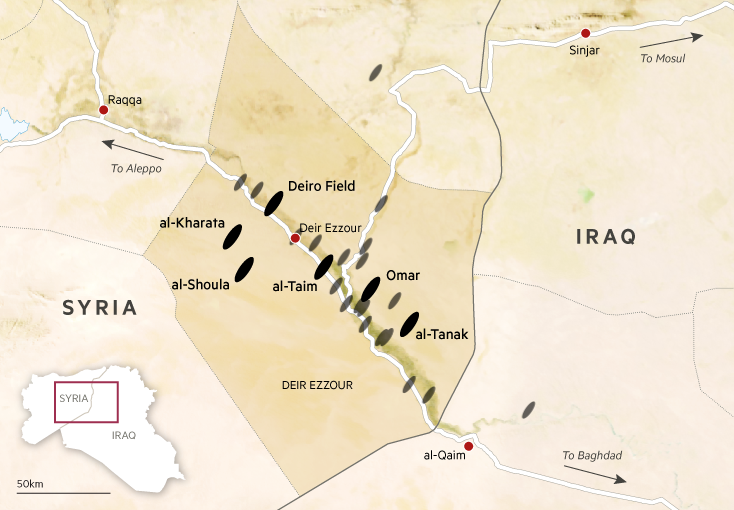 Sinjar
To Mosul
Raqqa
To Aleppo
Deiro Field
al-Kharata
Deir Ezzour
IRAQ
al-Shoula
al-Taim
Omar
SYRIA
al-Tanak
DEIR EZZOUR
SYRIA
IRAQ
al-Qaim
To Baghdad
50km